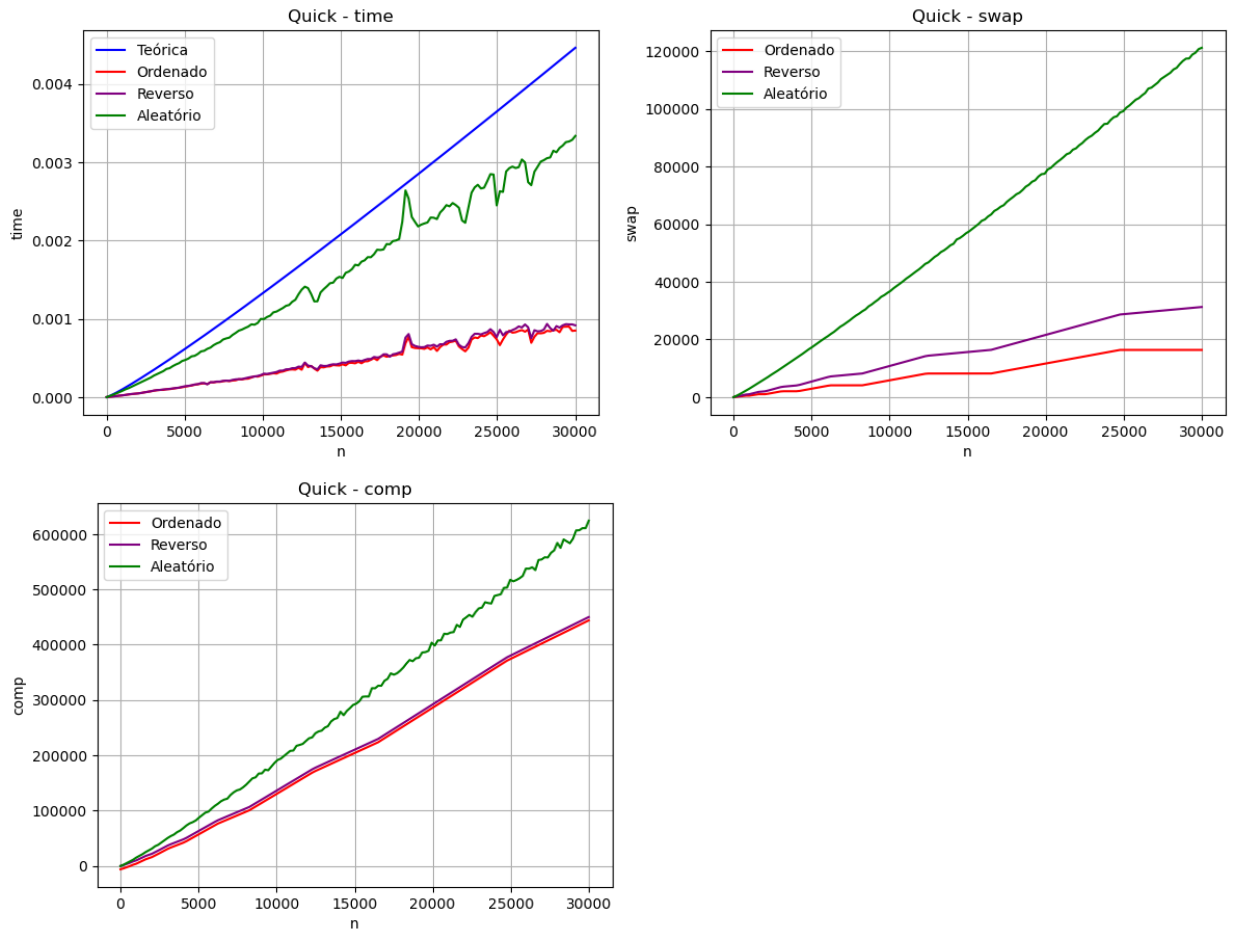 Quick - time
Teórica
Ordenado
Reverso
Aleatório
0.004
0.003
0.002
0.001
0.000
time
0 5000 10000 15000 20000 25000 30000
n
Quick - swap
Ordenado
Reverso
Aleatório
120000
100000
80000
60000
40000
20000
0
swap
0 5000 10000 15000 20000 25000 30000
n
Quick - comp
Ordenado
Reverso
Aleatório
600000
500000
400000
300000
200000
100000
0
comp
0 5000 10000 15000 20000 25000 30000
n